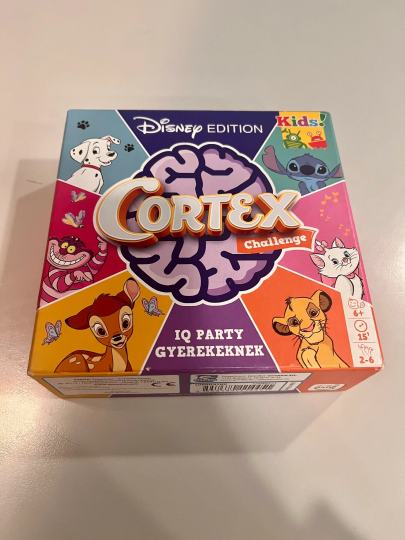 Disney EDITION
Kids!
CORTEX
Challenge
IQ PARTY
GYEREKEKNEK
6+
15'
2-6